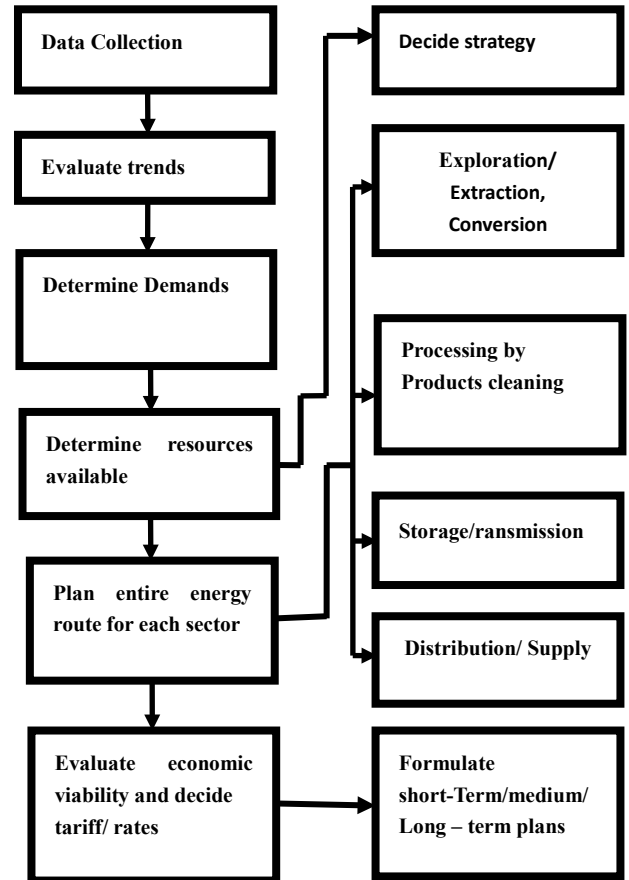 Data Collection
Evaluate trends
Determine Demands
Determine resources
available
Plan entire energy
route for each sector
Evaluate economic
viability and decide
tariff/ rates
Decide strategy
Exploration/
Extraction,
Conversion
Processing by
Products cleaning
Storage/ransmission
Distribution/ Supply
Formulate
short-Term/medium/
Long – term plans